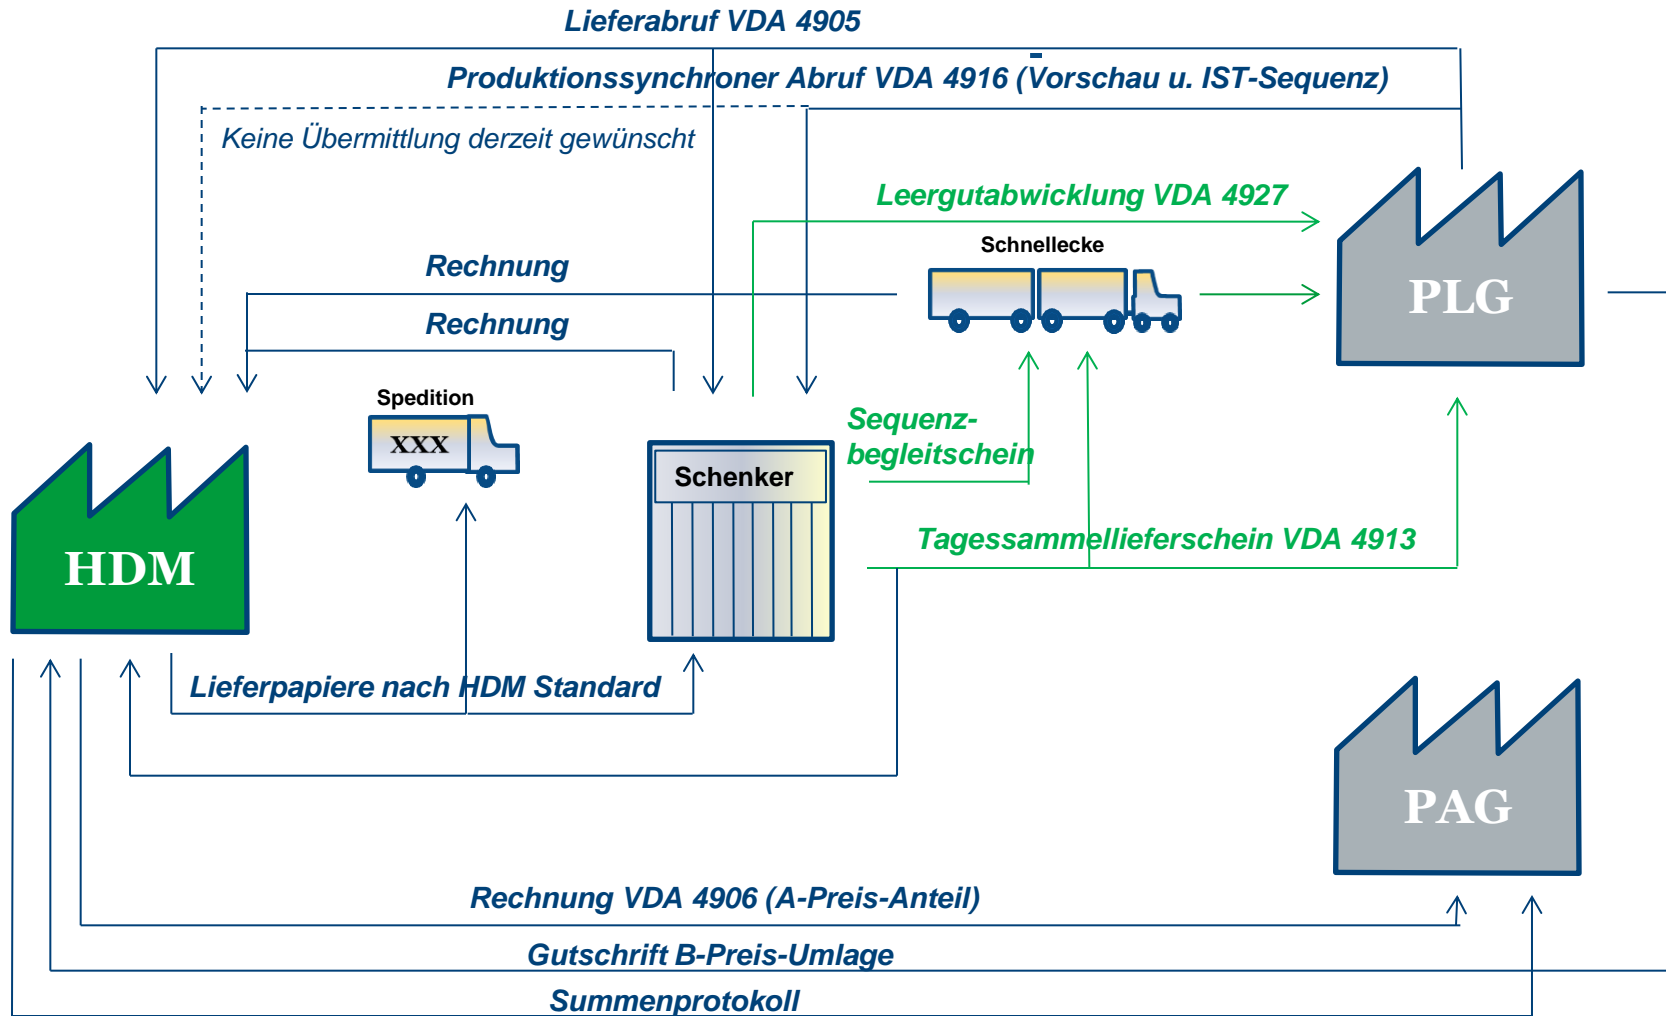 Lieferabruf VDA 4905
Produktionssynchroner Abruf VDA 4916 (Vorschau u. IST-Sequenz)
Keine Übermittlung derzeit gewünscht
Leergutabwicklung VDA 4927
Schnellecke
Rechnung
PLG
Rechnung
Spedition
XXX
Sequenz-
begleitschein
Schenker
Tagessammellieferschein VDA 4913
HDM
Lieferpapiere nach HDM Standard
PAG
Rechnung VDA 4906 (A-Preis-Anteil)
Gutschrift B-Preis-Umlage
Summenprotokoll